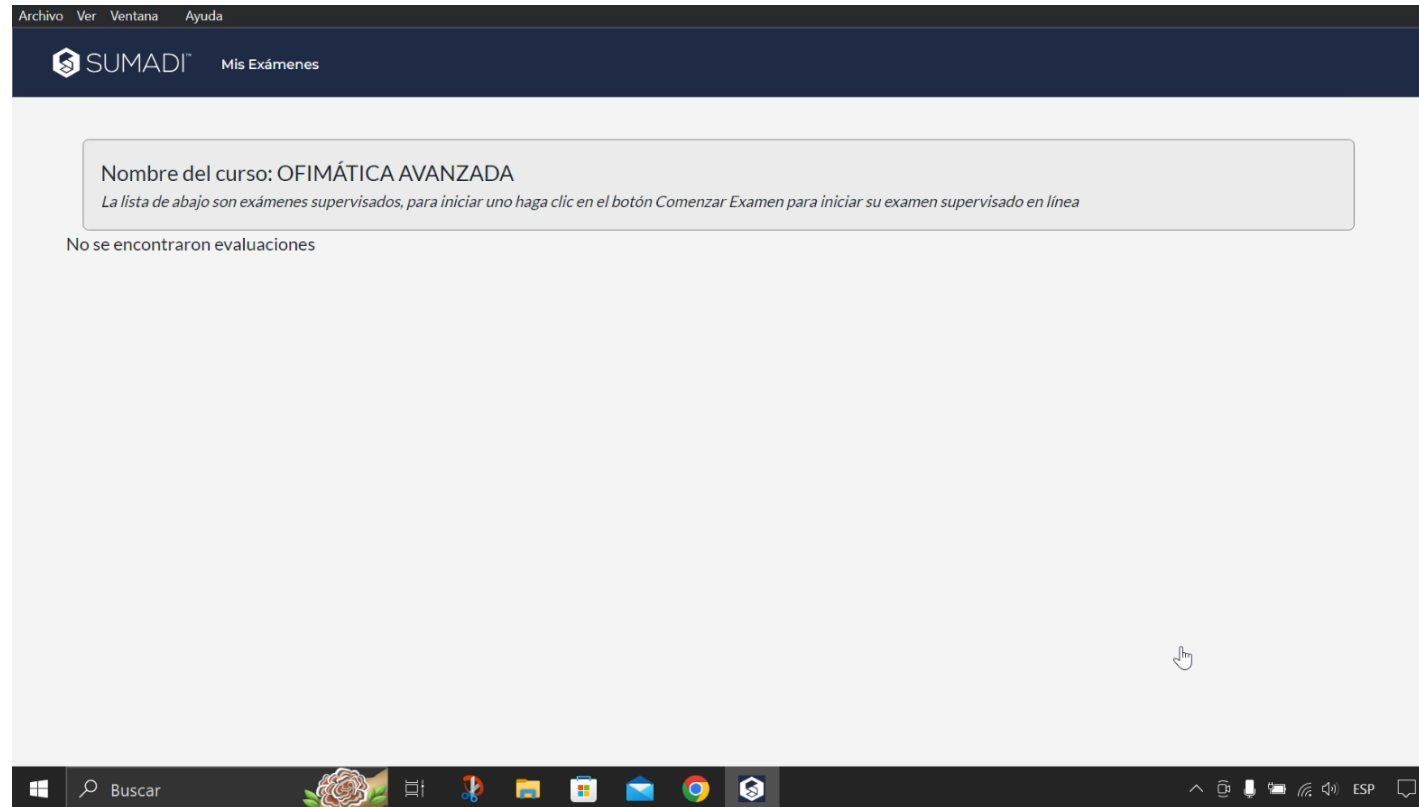 Archivo Ver Ventana Ayuda
SUMADI™ Mis Exámenes
Nombre del curso: OFIMÁTICA AVANZADA
La lista de abajo son exámenes supervisados, para iniciar uno haga clic en el botón Comenzar Examen para iniciar su examen supervisado en línea
No se encontraron evaluaciones
Buscar
ESP